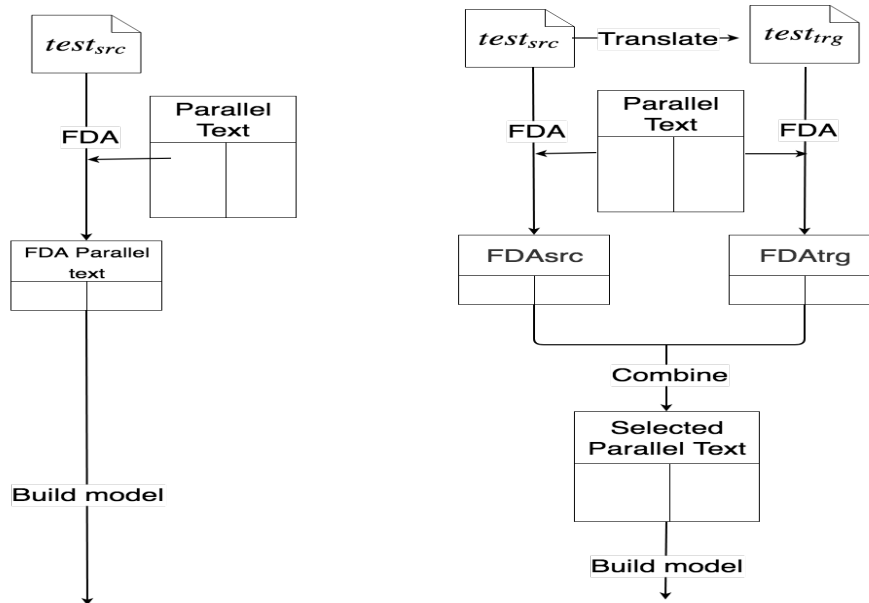 test_src
FDA
Parallel
Text
FDA Parallel
text
Build model
test_src
Translate
test_trg
Parallel
Text
FDA
FDA
FDAsrc
FDAtrg
Combine
Selected
Parallel Text
Build model